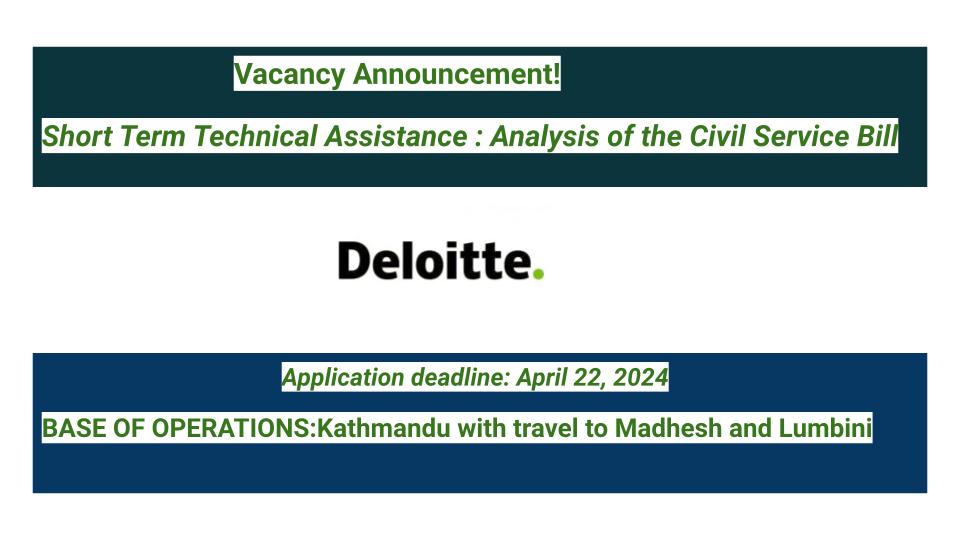 Vacancy Announcement!
Short Term Technical Assistance : Analysis of the Civil Service Bill
Deloitte.
Application deadline: April 22, 2024
BASE OF OPERATIONS:Kathmandu with travel to Madhesh and Lumbini